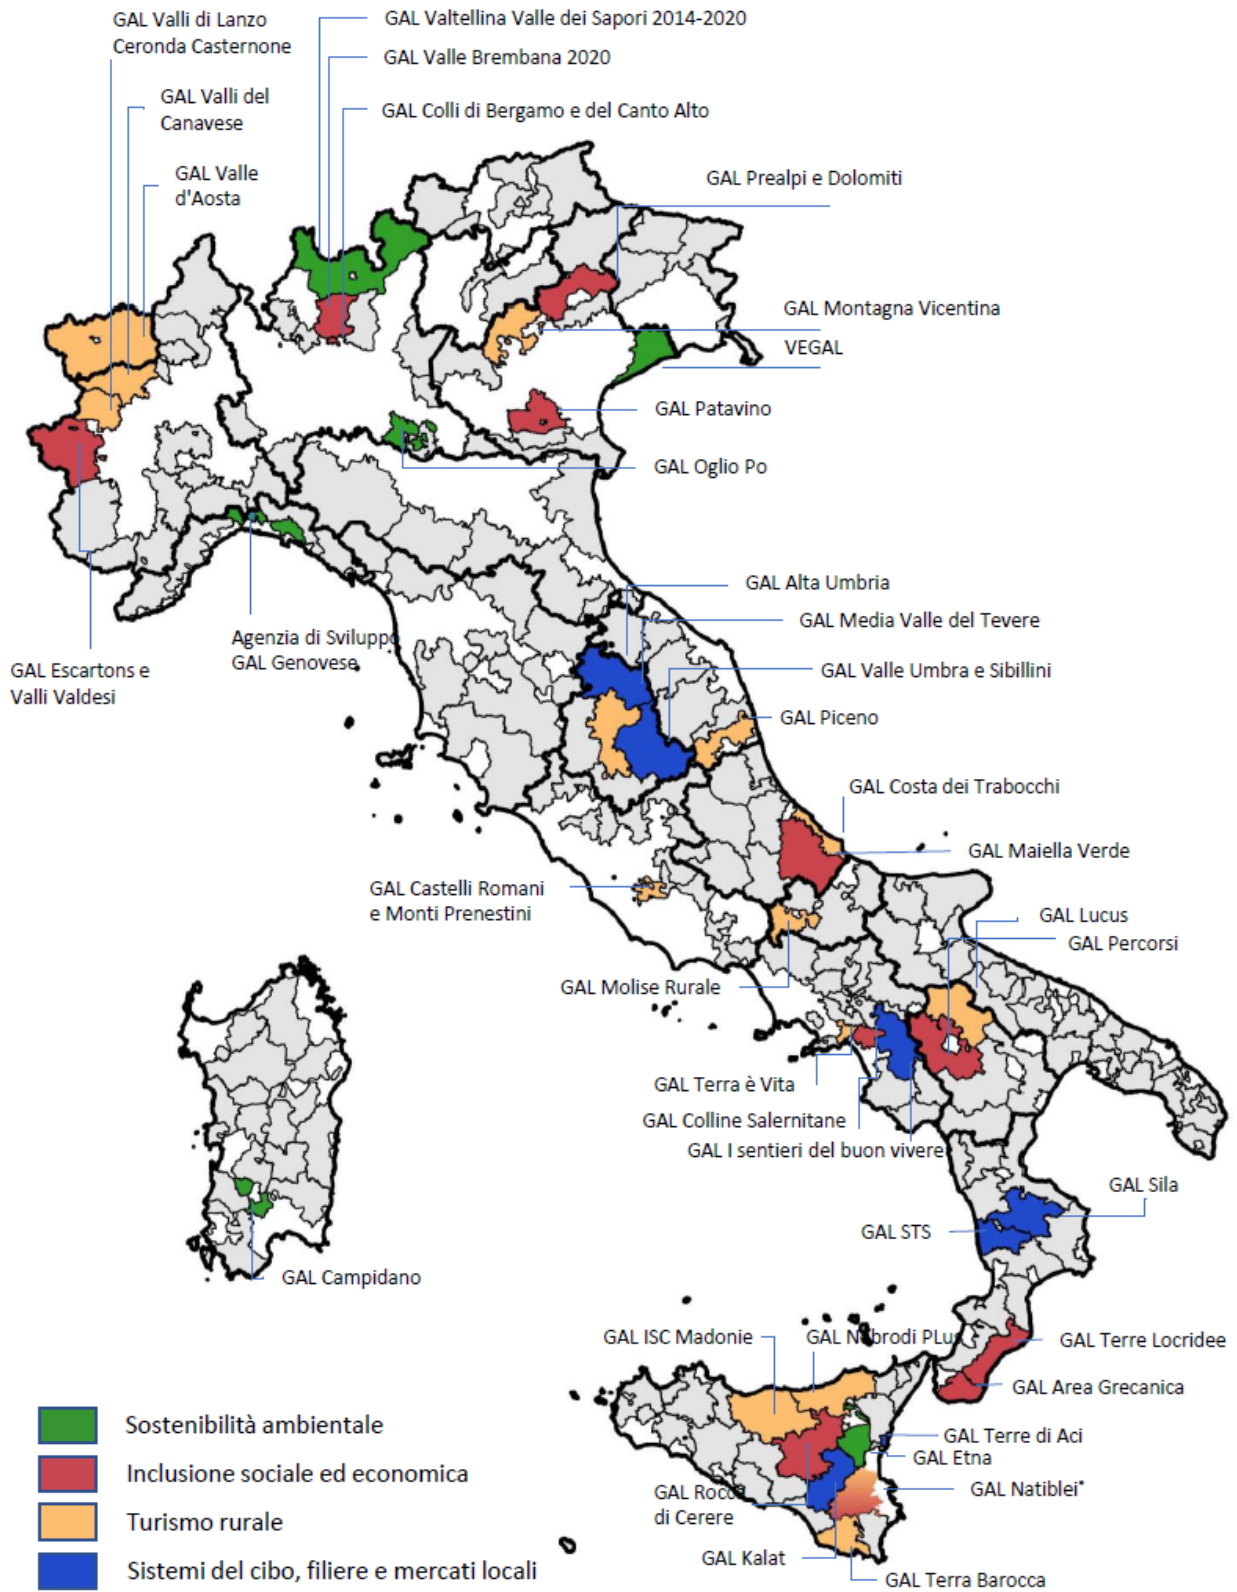 GAL Valli di Lanzo
Ceronda Casternone
GAL Valtellina Valle dei Sapori 2014-2020
GAL Valle Brembana 2020
GAL Valli del
Canavese
GAL Colli di Bergamo e del Canto Alto
GAL Valle
d'Aosta
GAL Prealpi e Dolomiti
GAL Montagna Vicentina
VEGAL
GAL Patavino
GAL Oglio Po
GAL Alta Umbria
GAL Media Valle del Tevere
Agenzia di Sviluppo
GAL Genovese
GAL Escartons e
Valli Valdesi
GAL Valle Umbra e Sibillini
GAL Piceno
GAL Costa dei Trabocchi
GAL Maiella Verde
GAL Castelli Romani
e Monti Prenestini
GAL Lucus
GAL Percorsi
GAL Molise Rurale
GAL Terra è Vita
GAL Colline Salernitane
GAL I sentieri del buon vivere
GAL Sila
GAL STS
GAL Campidano
GAL ISC Madonie
GAL Nebrodi PLus
GAL Terre Locridee
GAL Area Grecanica
GAL Terre di Aci
GAL Etna
GAL Natiblei*
GAL Rocca
di Cerere
GAL Kalat
GAL Terra Barocca
Sostenibilità ambientale
Inclusione sociale ed economica
Turismo rurale
Sistemi del cibo, filiere e mercati locali